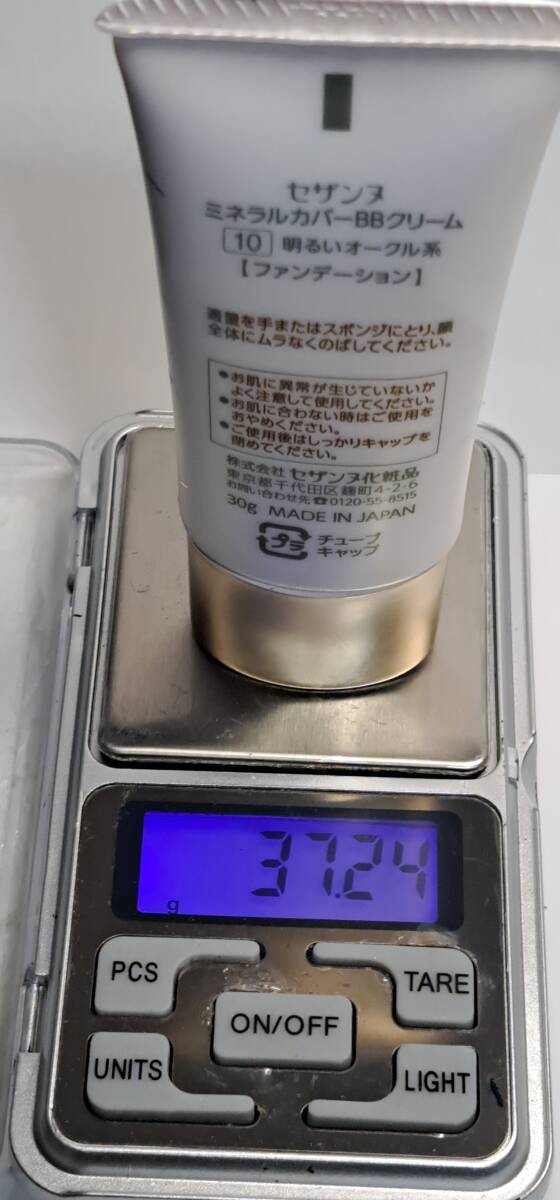 セザンヌ
ミネラルカバーBBクリーム
10 明るいオークル系
【ファンデーション】
適量を手またはスポンジにとり、顔
全体にムラなくのばしてください。
●お肌に異常が生じていないか
よく注意して使用してください。
●お肌に合わない時はご使用を
おやめください。
●ご使用後はしっかりキャップを
閉めてください。
株式会社 セザンヌ化粧品
東京都千代田区麹町4-2-6
お問い合わせ先☎0120-55-8515
30g MADE IN JAPAN
プラ
チューブ
キャップ
37.24
g
PCS
TARE
ON/OFF
UNITS
LIGHT